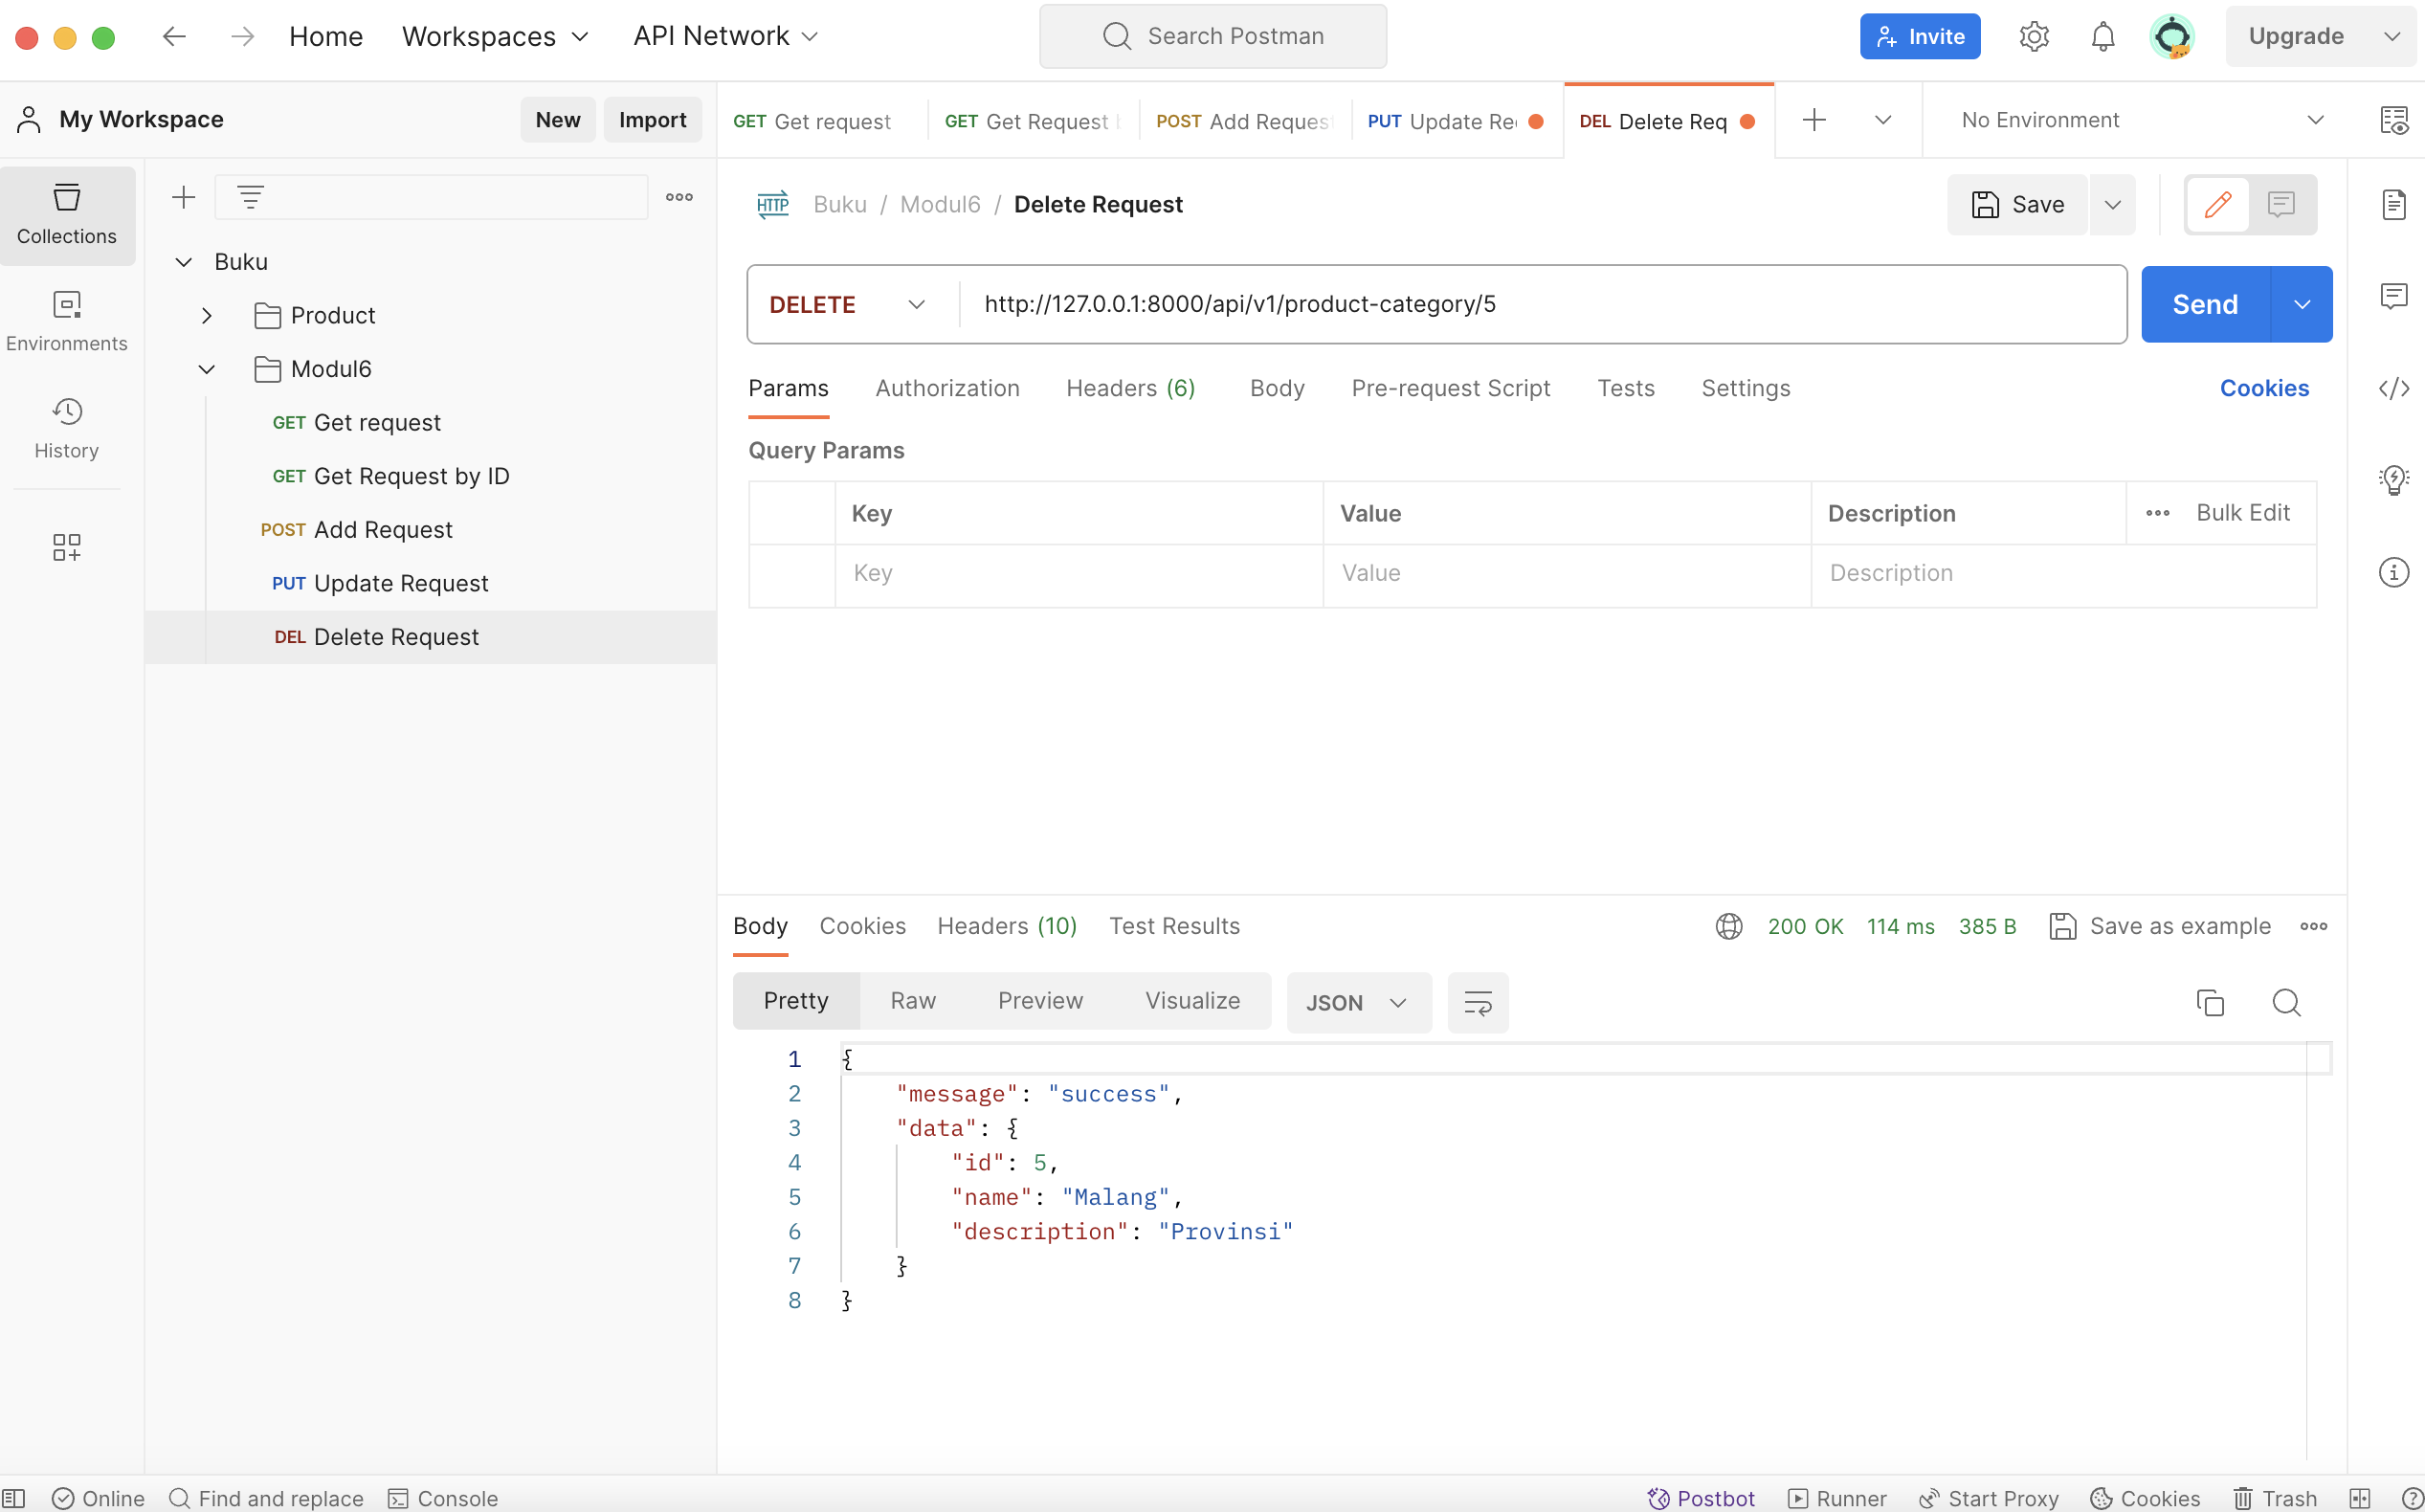 Home Workspaces API Network Search Postman Invite Upgrade
My Workspace New Import
GET Get request GET Get Request POST Add Reques PUT Update Re DEL Delete Req No Environment
Collections
Environments
History
Buku
Product
Modul6
GET Get request
GET Get Request by ID
POST Add Request
PUT Update Request
DEL Delete Request
HTTP Buku / Modul6 / Delete Request Save
DELETE http://127.0.0.1:8000/api/v1/product-category/5 Send
Params Authorization Headers (6) Body Pre-request Script Tests Settings Cookies
Query Params
Key Value Description Bulk Edit
Key Value Description
Body Cookies Headers (10) Test Results 200 OK 114 ms 385 B Save as example
Pretty Raw Preview Visualize JSON
1 {
2 "message": "success",
3 "data": {
4 "id": 5,
5 "name": "Malang",
6 "description": "Provinsi"
7 }
8 }
Online Find and replace Console Postbot Runner Start Proxy Cookies Trash